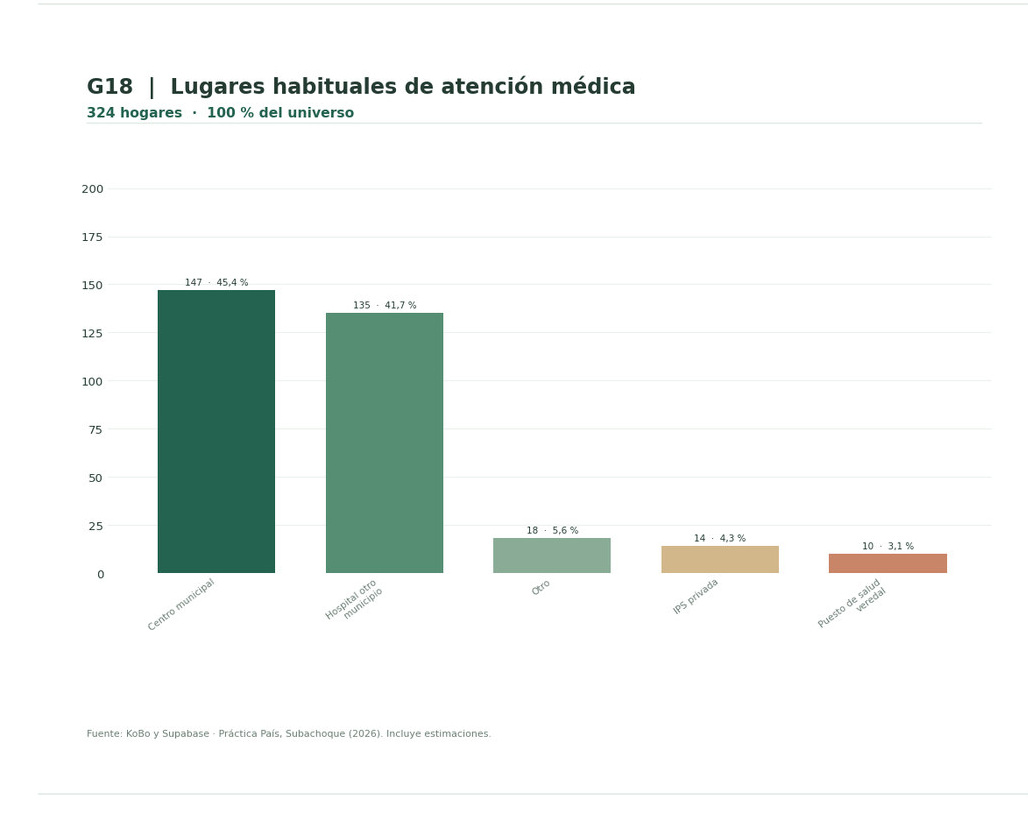 G18 | Lugares habituales de atención médica
324 hogares · 100 % del universo
200
175
150
125
100
75
50
25
0
147 · 45,4 %
135 · 41,7 %
18 · 5,6 %
14 · 4,3 %
10 · 3,1 %
Centro municipal
Hospital otro
municipio
Otro
IPS privada
Puesto de salud
veredal
Fuente: KoBo y Supabase · Práctica País, Subachoque (2026). Incluye estimaciones.